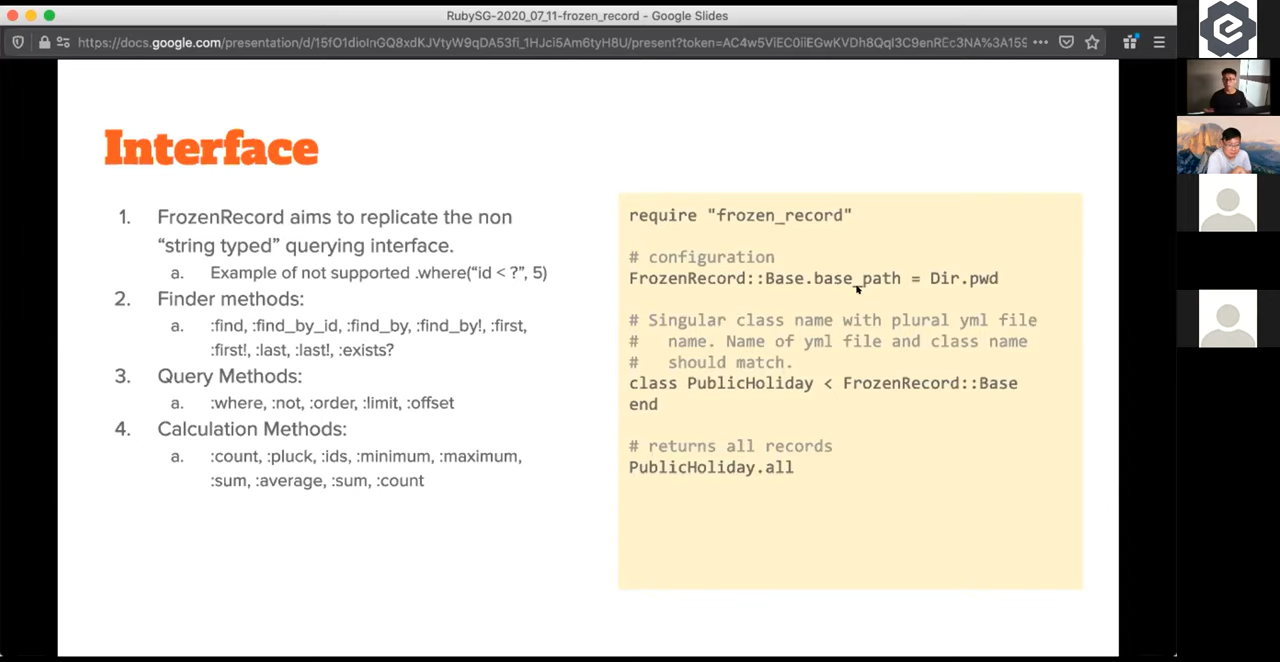 RubySG-2020_07_11-frozen_record - Google Slides
Interface
1. FrozenRecord aims to replicate the non
“string typed” querying interface.
a. Example of not supported .where(“id < ?”, 5)
2. Finder methods:
a. :find, :find_by_id, :find_by, :find_by!, :first,
:first!, :last, :last!, :exists?
3. Query Methods:
a. :where, :not, :order, :limit, :offset
4. Calculation Methods:
a. :count, :pluck, :ids, :minimum, :maximum,
:sum, :average, :sum, :count
require "frozen_record"
# configuration
FrozenRecord::Base.base_path = Dir.pwd
# Singular class name with plural yml file
# name. Name of yml file and class name
# should match.
class PublicHoliday < FrozenRecord::Base
end
# returns all records
PublicHoliday.all